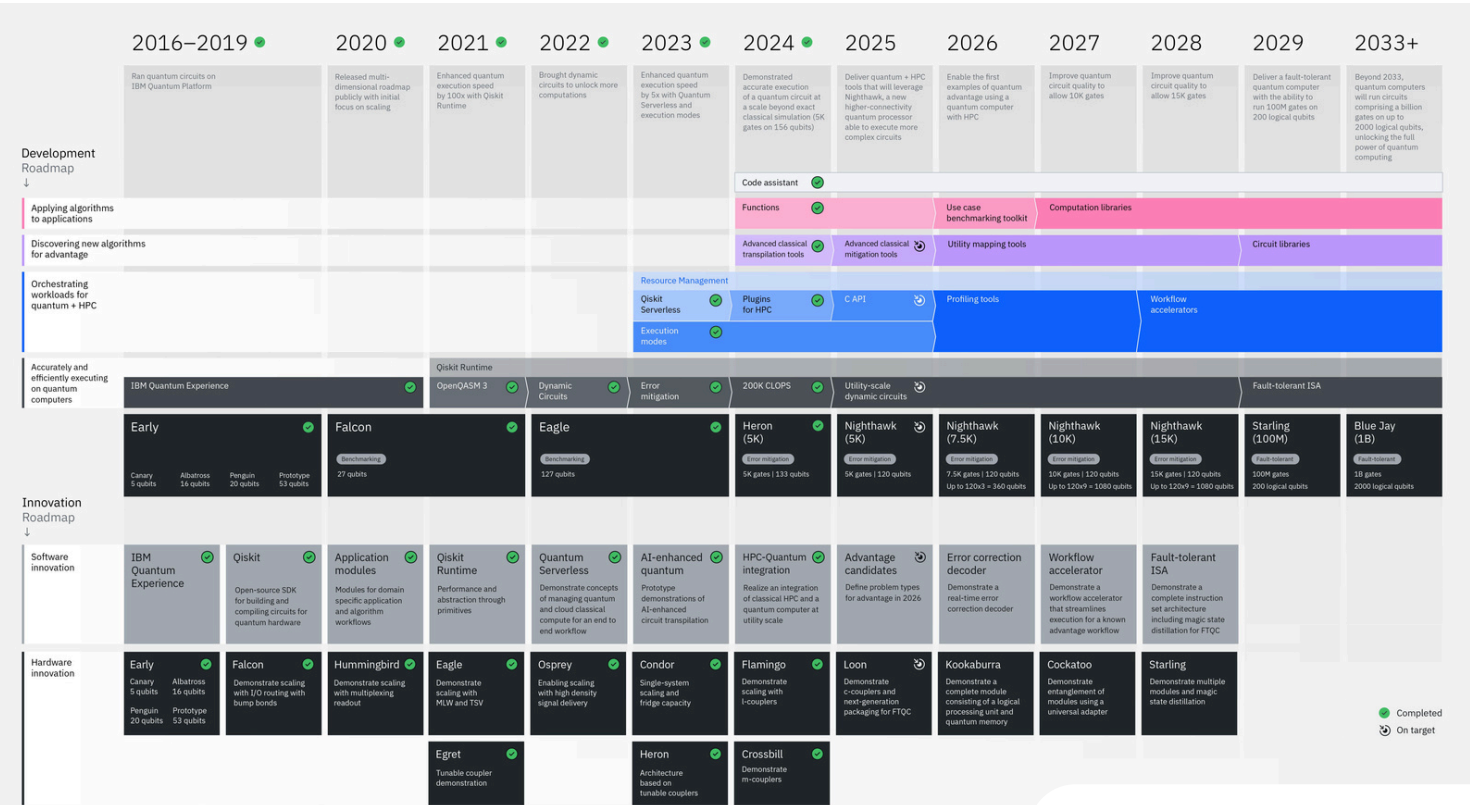 2016–2019
2020
2021
2022
2023
2024
2025
2026
2027
2028
2029
2033+
Ran quantum circuits on
IBM Quantum Platform
Released multi-
dimensional roadmap
publicly with initial
focus on scaling
Enhanced quantum
execution speed
by 100x with Qiskit
Runtime
Brought dynamic
circuits to unlock more
computations
Enhanced quantum
execution speed
by 5x with Quantum
Serverless and
execution modes
Demonstrated
accurate execution
of a quantum circuit at
a scale beyond exact
classical simulation (5K
gates on 156 qubits)
Deliver quantum + HPC
tools that will leverage
Nighthawk, a new
higher-connectivity
quantum processor
able to execute more
complex circuits
Enable the first
examples of quantum
advantage using a
quantum computer
with HPC
Improve quantum
circuit quality to
allow 10K gates
Improve quantum
circuit quality to
allow 15K gates
Deliver a fault-tolerant
quantum computer
with the ability to
run 100M gates on
200 logical qubits
Beyond 2033,
quantum computers
will run circuits
comprising a billion
gates on up to
2000 logical qubits,
unlocking the full
power of quantum
computing
Development
Roadmap
↓
Code assistant
Applying algorithms
to applications
Functions
Use case
benchmarking toolkit
Computation libraries
Discovering new algorithms
for advantage
Advanced classical
transpilation tools
Advanced classical
mitigation tools
Utility mapping tools
Circuit libraries
Orchestrating
workloads for
quantum + HPC
Resource Management
Qiskit
Serverless
Plugins
for HPC
C API
Profiling tools
Workflow
accelerators
Execution
modes
Accurately and
efficiently executing
on quantum
computers
Qiskit Runtime
IBM Quantum Experience
OpenQASM 3
Dynamic
Circuits
Error
mitigation
200K CLOPS
Utility-scale
dynamic circuits
Fault-tolerant ISA
Early
Canary
5 qubits
Albatross
16 qubits
Penguin
20 qubits
Prototype
53 qubits
Falcon
Benchmarking
27 qubits
Eagle
Benchmarking
127 qubits
Heron
(5K)
Error mitigation
5K gates | 133 qubits
Nighthawk
(5K)
Error mitigation
5K gates | 120 qubits
Nighthawk
(7.5K)
Error mitigation
7.5K gates | 120 qubits
Up to 120x3 = 360 qubits
Nighthawk
(10K)
Error mitigation
10K gates | 120 qubits
Up to 120x9 = 1080 qubits
Nighthawk
(15K)
Error mitigation
15K gates | 120 qubits
Up to 120x9 = 1080 qubits
Starling
(100M)
Fault-tolerant
100M gates
200 logical qubits
Blue Jay
(1B)
Fault-tolerant
1B gates
2000 logical qubits
Innovation
Roadmap
↓
Software
innovation
IBM
Quantum
Experience
Qiskit
Open-source SDK
for building and
compiling circuits for
quantum hardware
Application
modules
Modules for domain
specific application
and algorithm
workflows
Qiskit
Runtime
Performance and
abstraction through
primitives
Quantum
Serverless
Demonstrate concepts
of managing quantum
and cloud classical
compute for an end to
end workflow
AI-enhanced
quantum
Prototype
demonstrations of
AI-enhanced
circuit transpilation
HPC-Quantum
integration
Realize an integration
of classical HPC and a
quantum computer at
utility scale
Advantage
candidates
Define problem types
for advantage in 2026
Error correction
decoder
Demonstrate a
real-time error
correction decoder
Workflow
accelerator
Demonstrate a
workflow accelerator
that streamlines
execution for a known
advantage workflow
Fault-tolerant
ISA
Demonstrate a
complete instruction
set architecture
including magic state
distillation for FTQC
Hardware
innovation
Early
Canary
5 qubits
Albatross
16 qubits
Penguin
20 qubits
Prototype
53 qubits
Falcon
Demonstrate scaling
with I/O routing with
bump bonds
Hummingbird
Demonstrate scaling
with multiplexing
readout
Eagle
Demonstrate
scaling with
MLW and TSV
Osprey
Enabling scaling
with high density
signal delivery
Condor
Single-system
scaling and
fridge capacity
Flamingo
Demonstrate
scaling with
l-couplers
Loon
Demonstrate
c-couplers and
next-generation
packaging for FTQC
Kookaburra
Demonstrate a
complete module
consisting of a logical
processing unit and
quantum memory
Cockatoo
Demonstrate
entanglement of
modules using a
universal adapter
Starling
Demonstrate multiple
modules and magic
state distillation
Egret
Tunable coupler
demonstration
Heron
Architecture
based on
tunable couplers
Crossbill
Demonstrate
m-couplers
Completed
On target